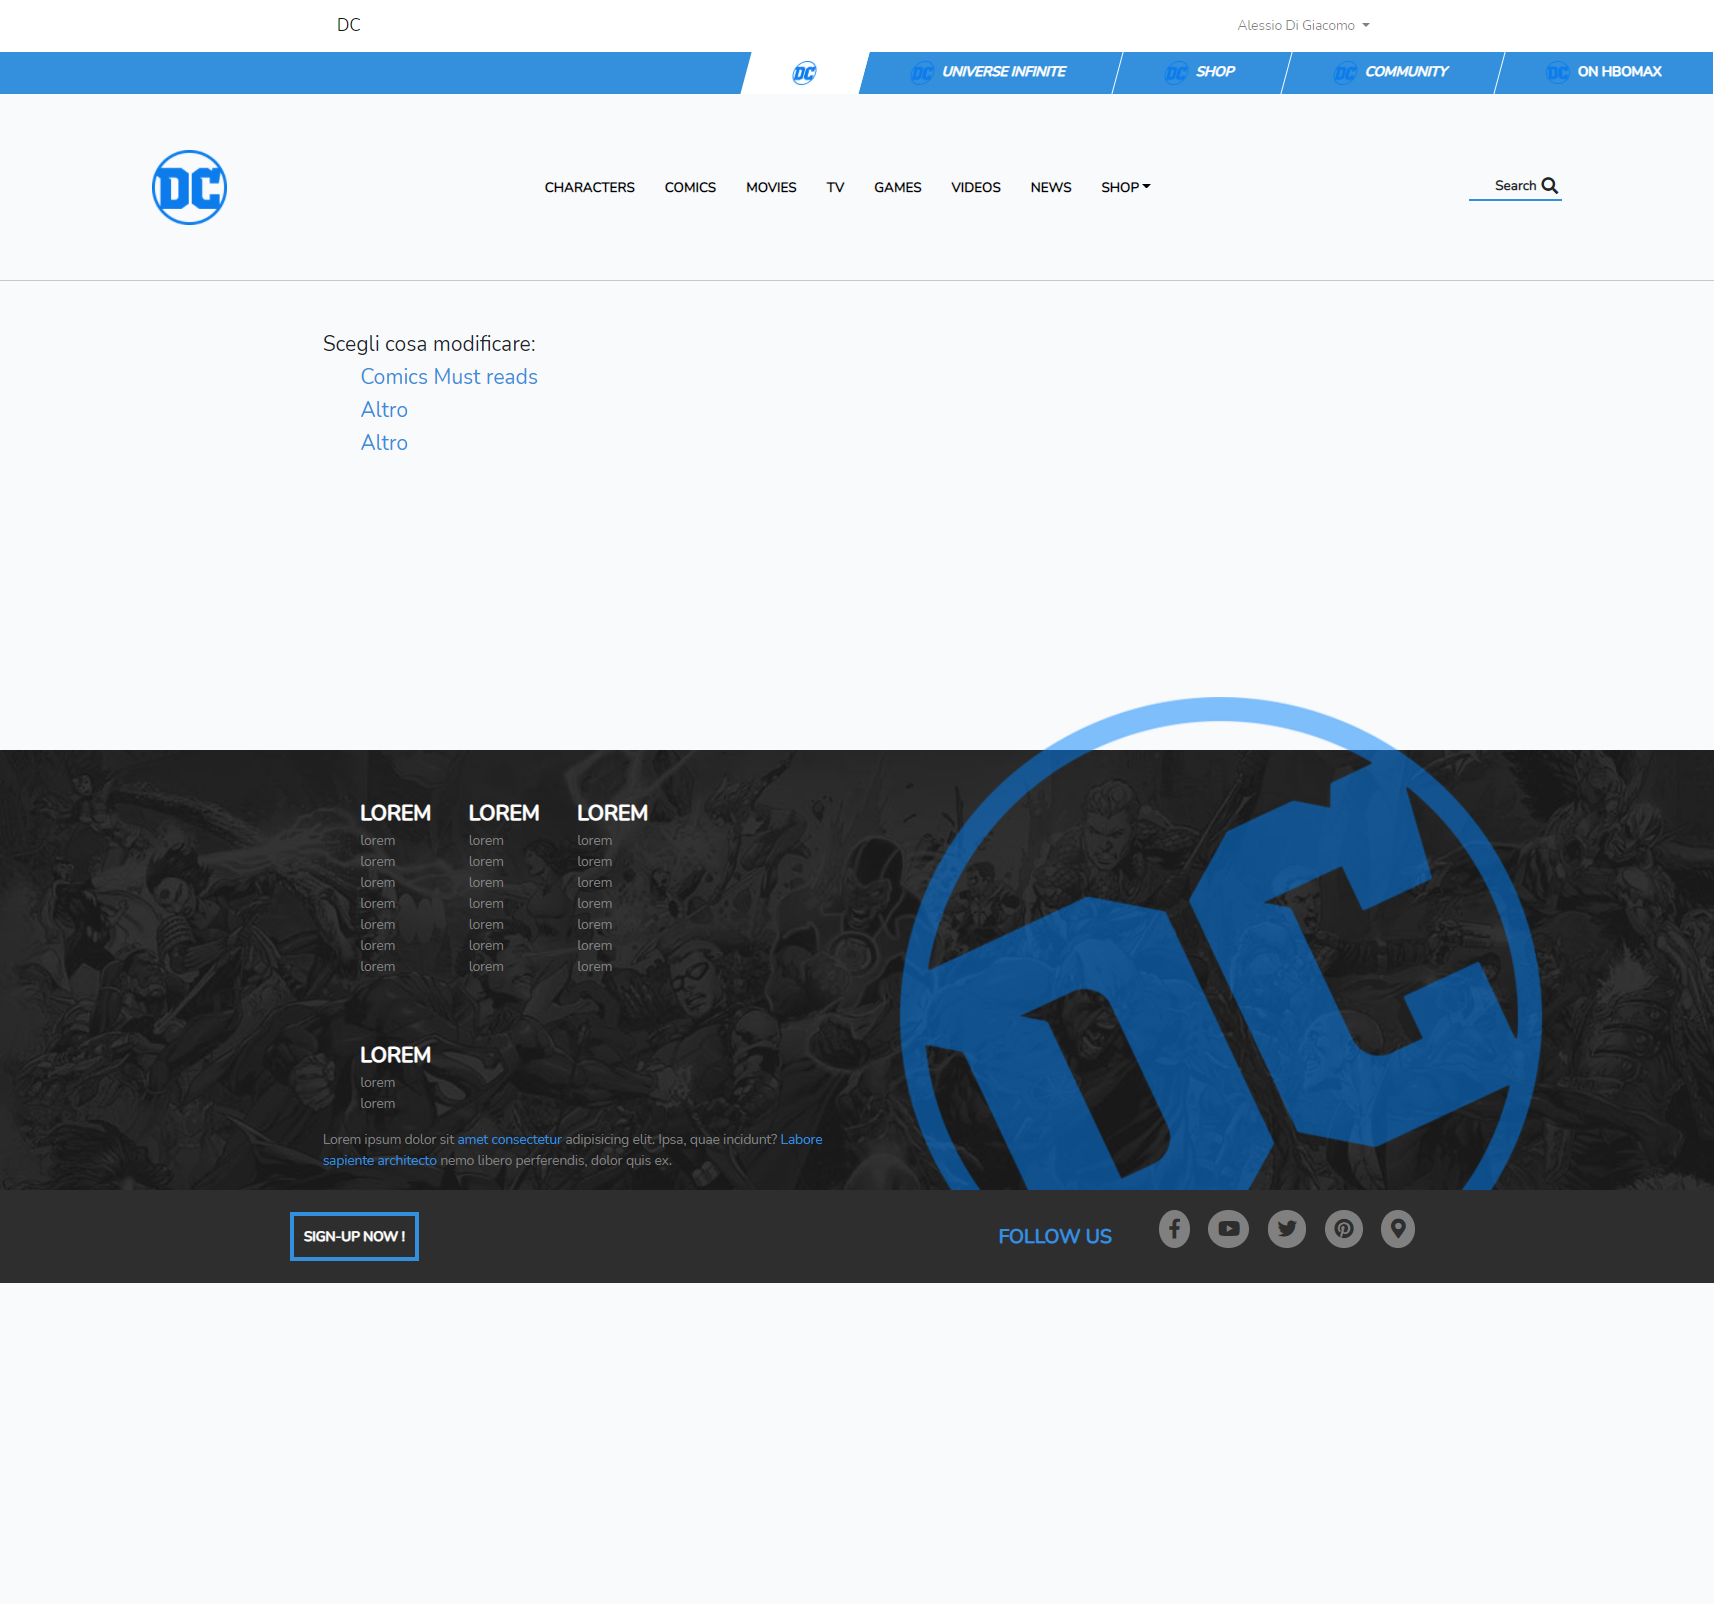 DC
Alessio Di Giacomo
DC
DC UNIVERSE INFINITE
DC SHOP
DC COMMUNITY
DC ON HBOMAX
DC
CHARACTERS COMICS MOVIES TV GAMES VIDEOS NEWS SHOP
Search
Scegli cosa modificare:
Comics Must reads
Altro
Altro
LOREM LOREM LOREM
lorem lorem lorem
lorem lorem lorem
lorem lorem lorem
lorem lorem lorem
lorem lorem lorem
lorem lorem lorem
lorem lorem lorem
DC
LOREM
lorem
lorem
Lorem ipsum dolor sit amet consectetur adipisicing elit. Ipsa, quae incidunt? Labore
sapiente architecto nemo libero perferendis, dolor quis ex.
SIGN-UP NOW !
FOLLOW US